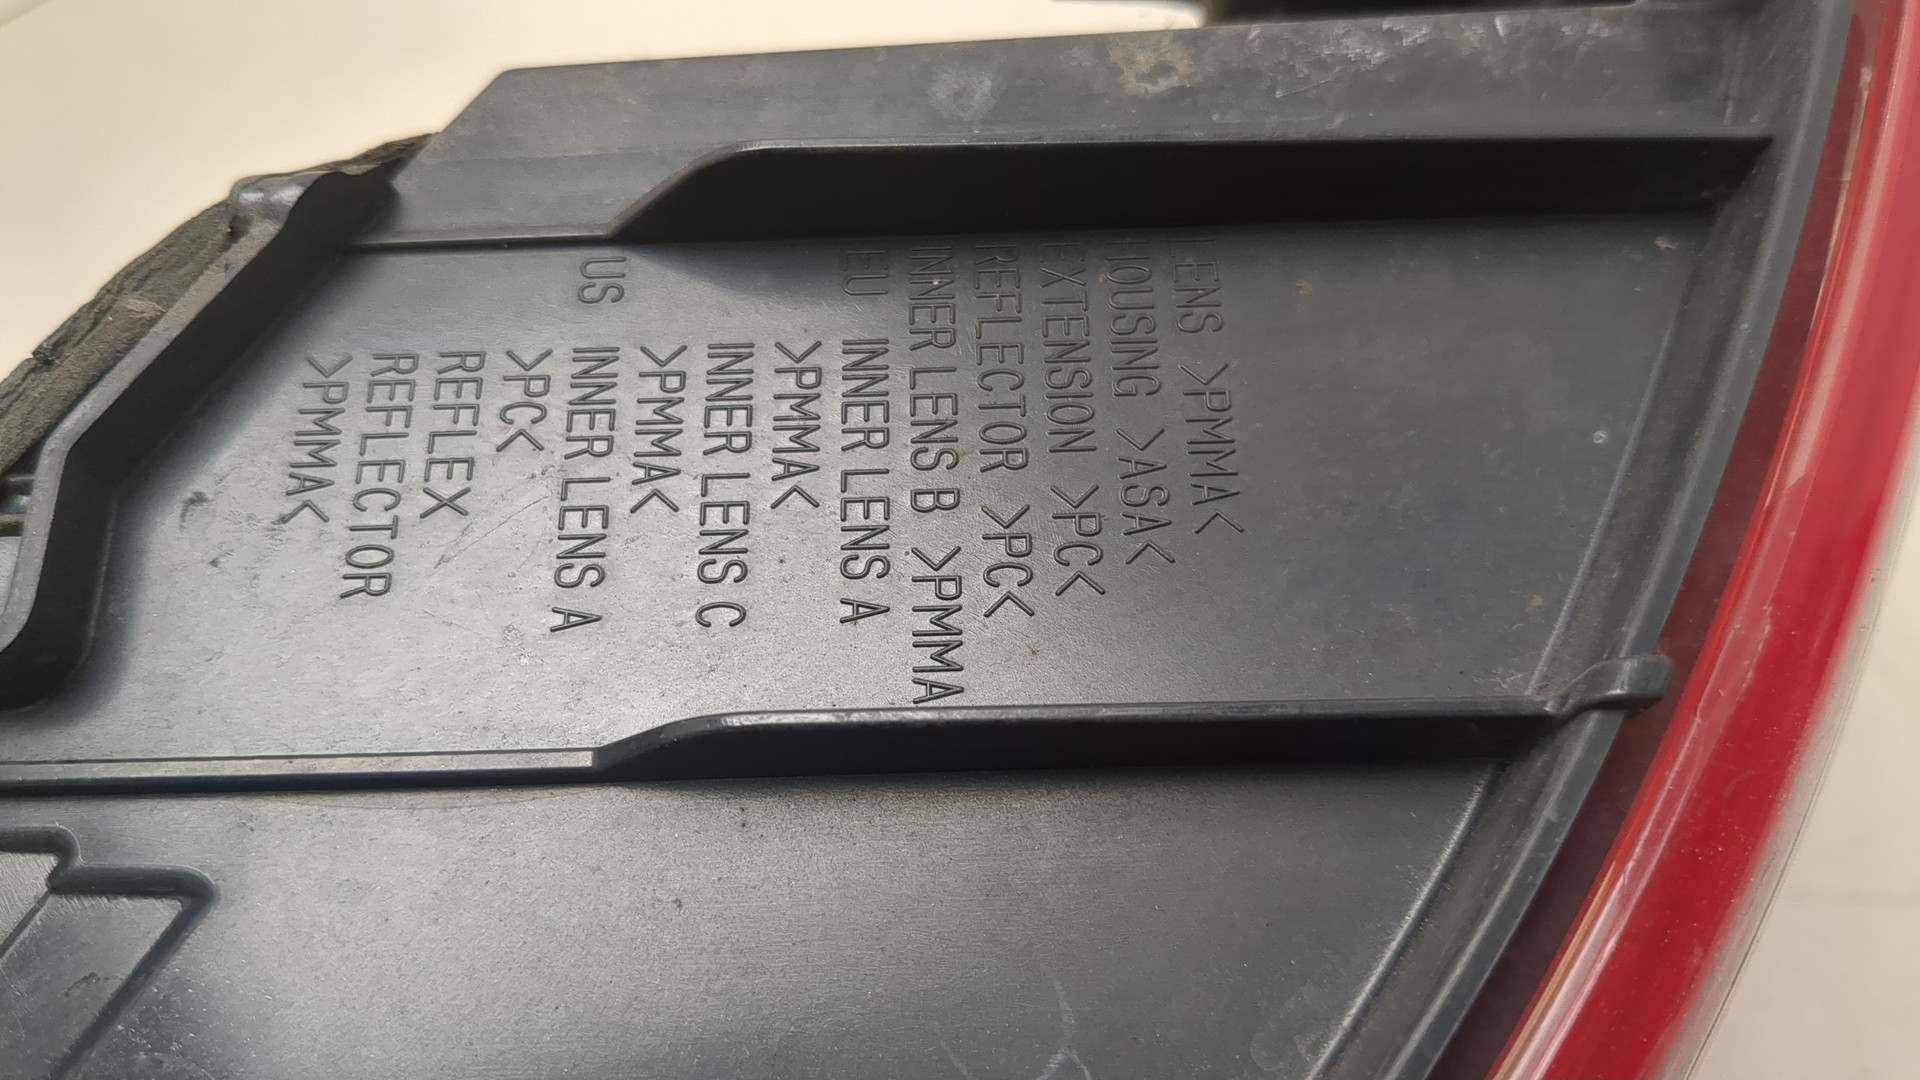 LENS >PMMA<
HOUSING >ASA<
EXTENSION >PC<
REFLECTOR >PC<
INNER LENS B >PMMA
EU INNER LENS A
>PMMA<
INNER LENS C
>PMMA<
US INNER LENS A
>PC<
REFLEX
REFLECTOR
>PMMA<